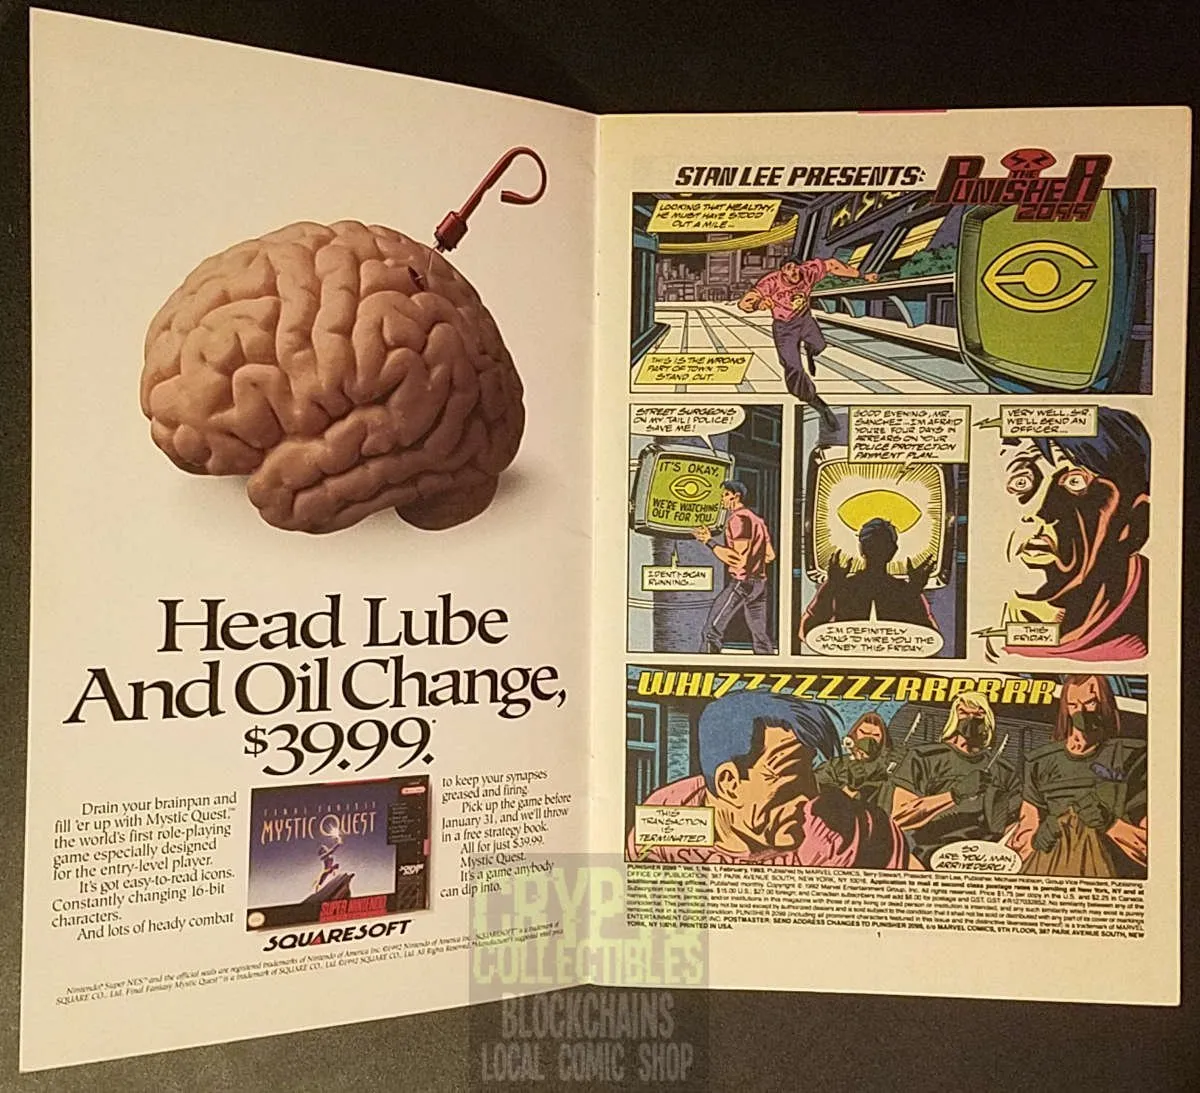 Head Lube
And Oil Change,
$39.99.*
Drain your brainpan and
fill 'er up with Mystic Quest,™
the world's first role-playing
game especially designed
for the entry-level player.
It's got easy-to-read icons.
Constantly changing 16-bit
characters.
And lots of heady combat
FINAL FANTASY
MYSTIC QUEST
SUPER NINTENDO
SQUARESOFT
to keep your synapses
greased and firing.
Pick up the game before
January 31, and we'll throw
in a free strategy book.
All for just $39.99.
Mystic Quest.
It's a game anybody
can dip into.
STAN LEE PRESENTS:
THE
PUNISHER
2099
LOOKING THAT HEALTHY,
HE MUST HAVE STOOD
OUT A MILE...
THIS IS THE WRONG
PART OF TOWN TO
STAND OUT.
STREET SURGEONS
ON MY TAIL! POLICE!
SAVE ME!
IT'S OKAY,
WE'RE WATCHING
OUT FOR YOU.
IDENTI-SCAN
RUNNING...
GOOD EVENING, MR.
SANCHEZ...I'M AFRAID
YOU'RE FOUR DAYS IN
ARREARS ON YOUR
POLICE PROTECTION
PAYMENT PLAN...
I'M DEFINITELY
GOING TO WIRE YOU THE
MONEY THIS FRIDAY.
VERY WELL, SIR.
WE'LL SEND AN
OFFICER...
THIS
FRIDAY.
WHIZZZZZZZZRRRRRRR
THIS
TRANSACTION
IS
TERMINATED.
SO
ARE YOU, MAN!
ARRIVEDERCI!
1
CRYPTO
COLLECTIBLES
BLOCKCHAINS
LOCAL COMIC SHOP